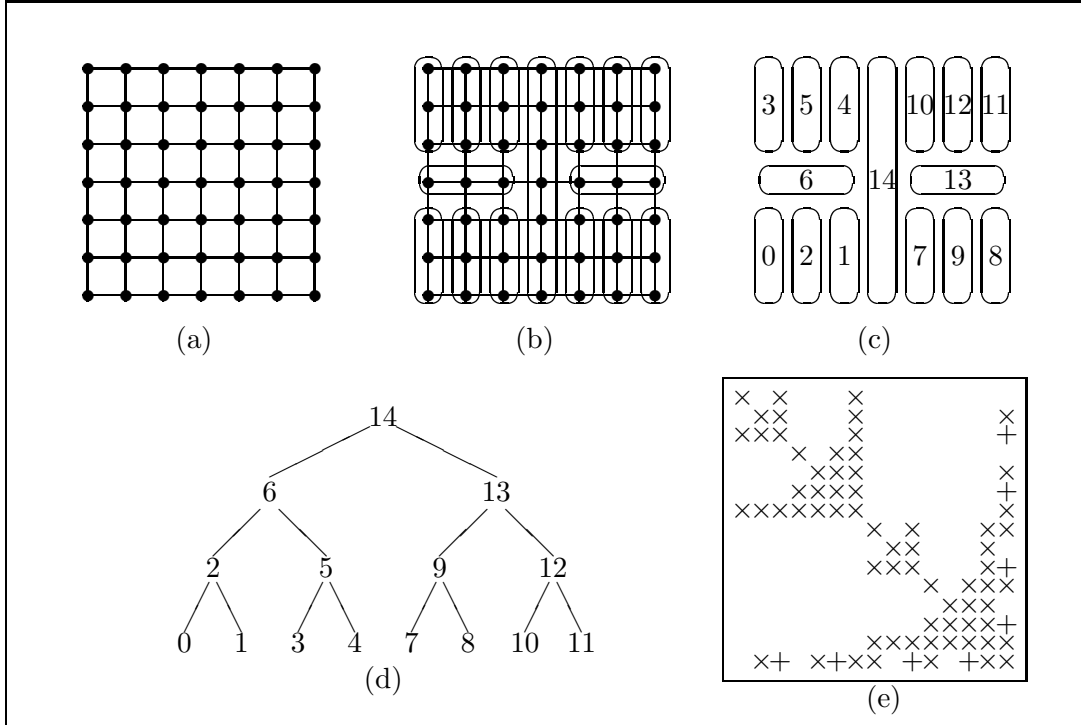 3 5 4 10 12 11
6 14 13
0 2 1 7 9 8
(a) (b) (c)
14
6 13
2 5 9 12
0 1 3 4 7 8 10 11
(d)
× × ×
×× × ×
××× × +
× ××
××× ×
×××× +
××××××× ×
× × ××
×× ×
××× × +
× ×××
×××
××××+
××××××××
×+ ×+×× +× +××
(e)